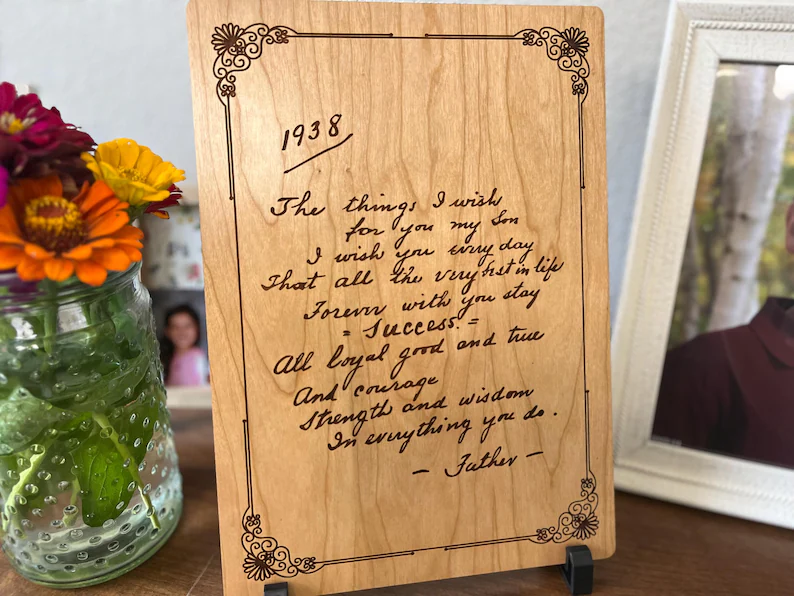 1938
The things I wish
for you my Son
I wish you every day
That all the very best in life
Forever with you stay
= Success. =
All loyal good and true
And courage
Strength and wisdom
In everything you do.
- Father -